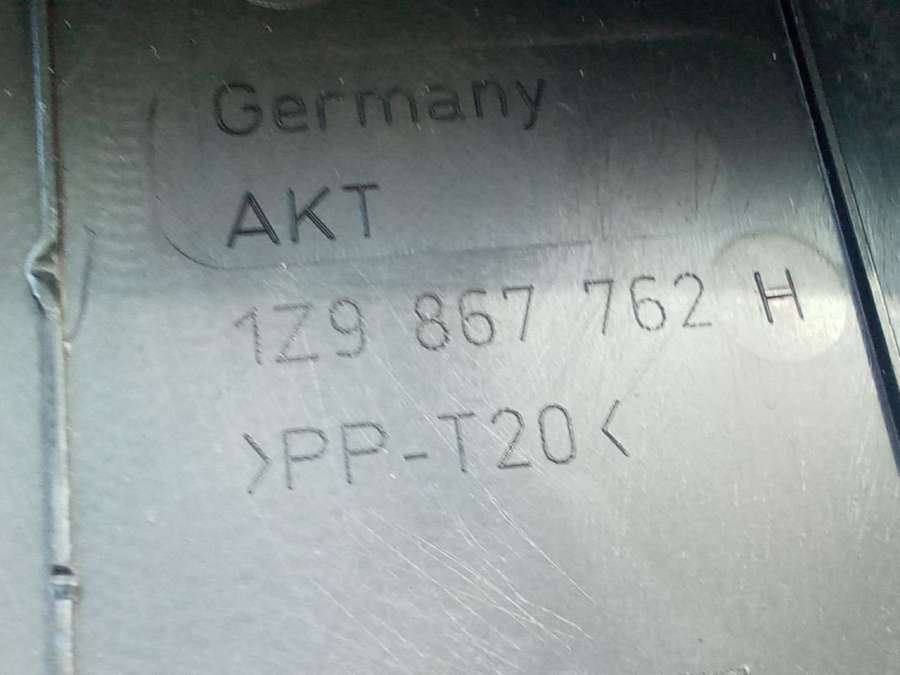 Germany
AKT
1Z9 867 762 H
>PP-T20<